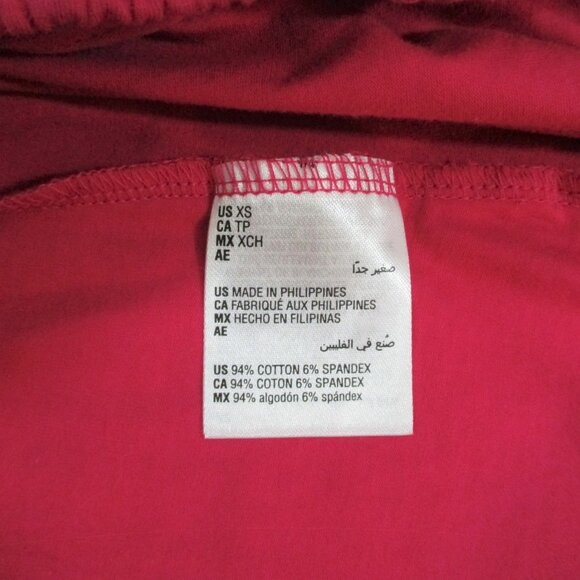 US XS
CA TP
MX XCH
AE
صغير جدًا
US MADE IN PHILIPPINES
CA FABRIQUÉ AUX PHILIPPINES
MX HECHO EN FILIPINAS
AE
صُنع في الفلبين
US 94% COTTON 6% SPANDEX
CA 94% COTON 6% SPANDEX
MX 94% algodón 6% spándex